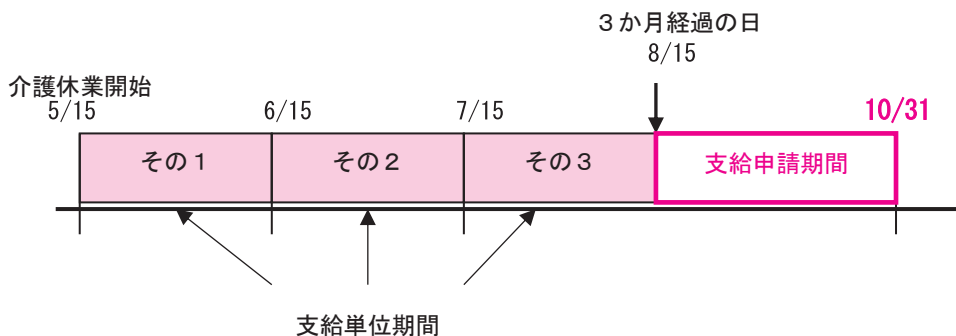 3か月経過の日
8/15
介護休業開始
5/15
6/15
7/15
10/31
その1
その2
その3
支給申請期間
支給単位期間